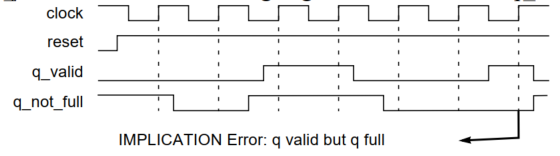 clock
reset
q_valid
q_not_full
IMPLICATION Error: q valid but q full